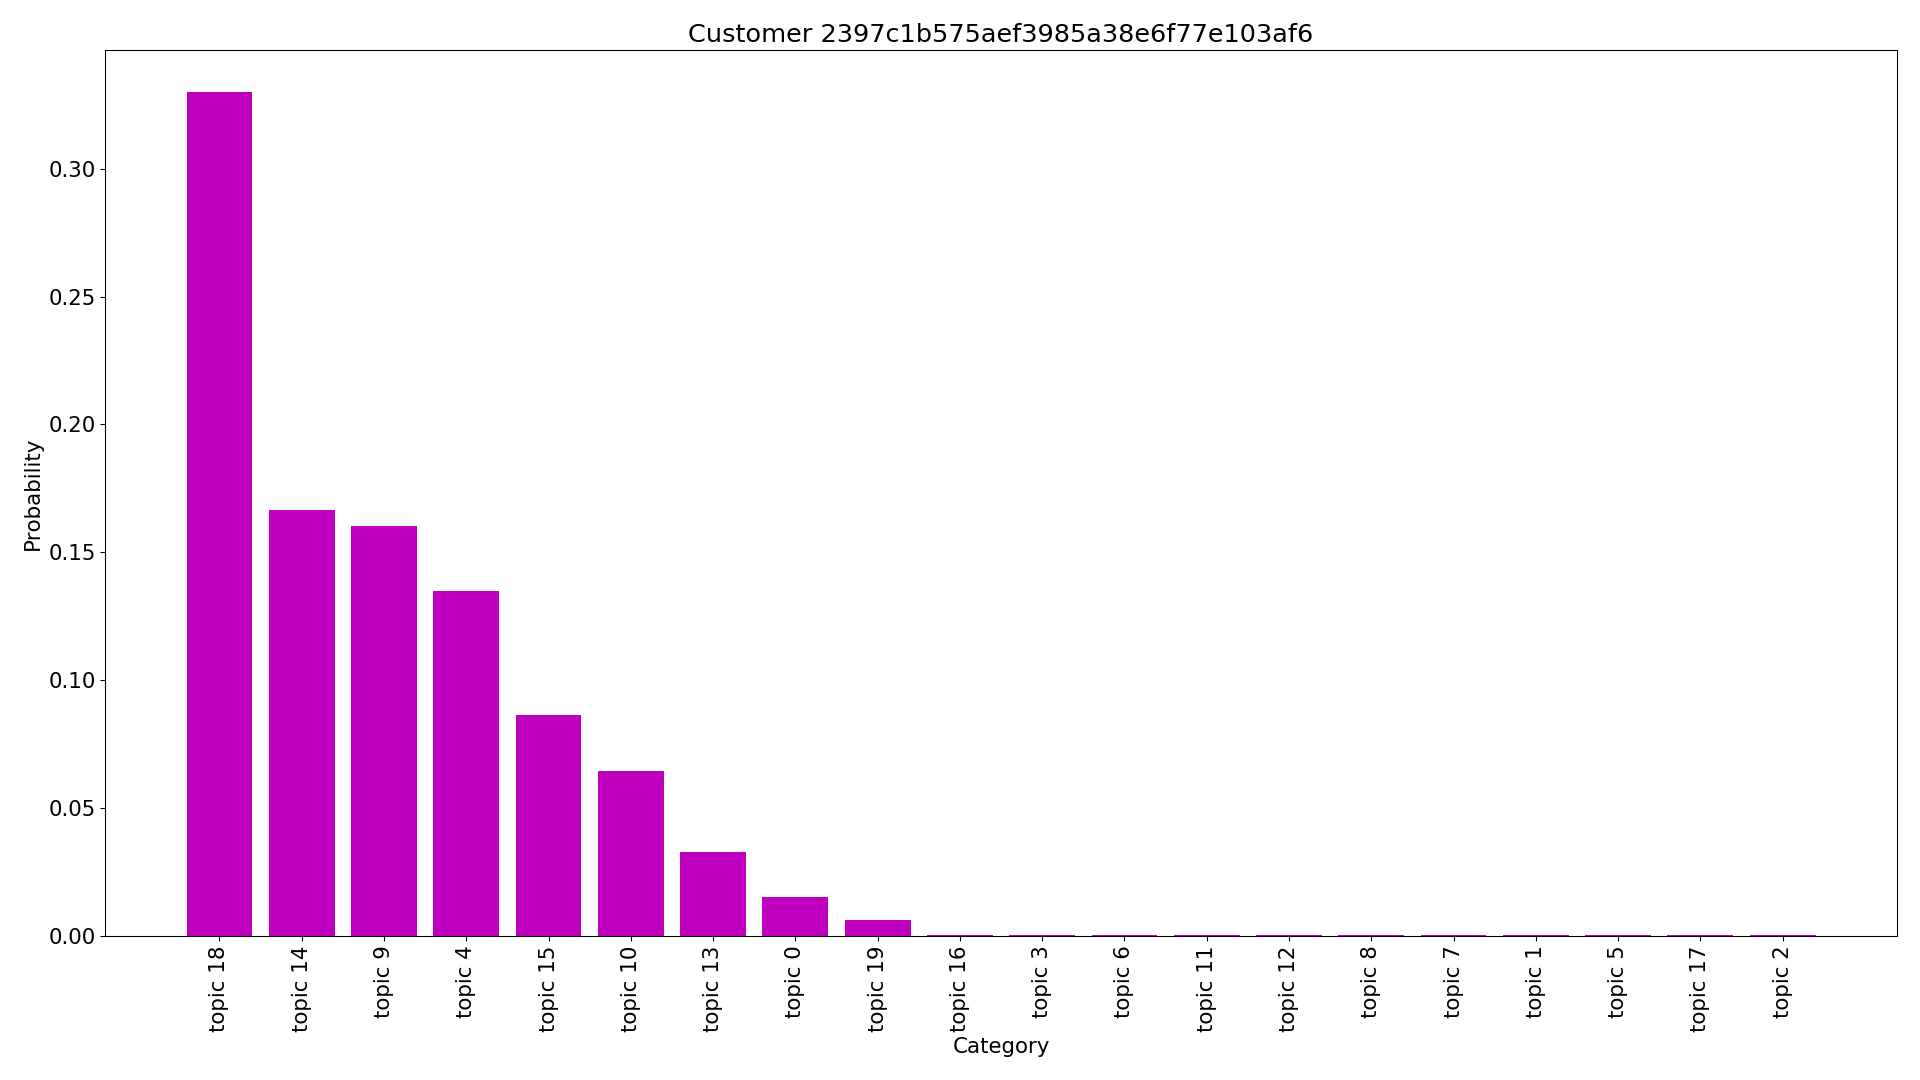 Customer 2397c1b575aef3985a38e6f77e103af6
Probability
0.30
0.25
0.20
0.15
0.10
0.05
0.00
topic 18
topic 14
topic 9
topic 4
topic 15
topic 10
topic 13
topic 0
topic 19
topic 16
topic 3
topic 6
topic 11
topic 12
topic 8
topic 7
topic 1
topic 5
topic 17
topic 2
Category